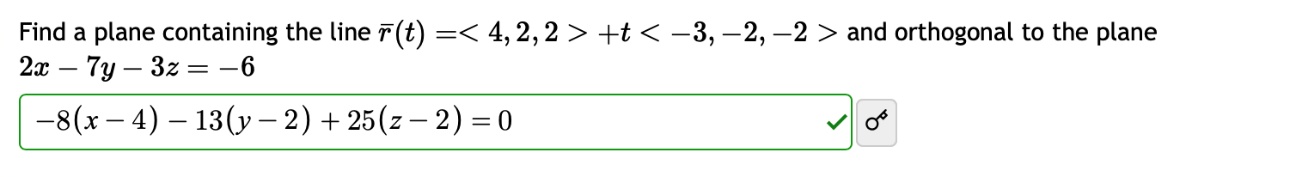 Find a plane containing the line r̄(t) =< 4, 2, 2 > +t < −3, −2, −2 > and orthogonal to the plane
2x − 7y − 3z = −6
−8(x − 4) − 13(y − 2) + 25(z − 2) = 0